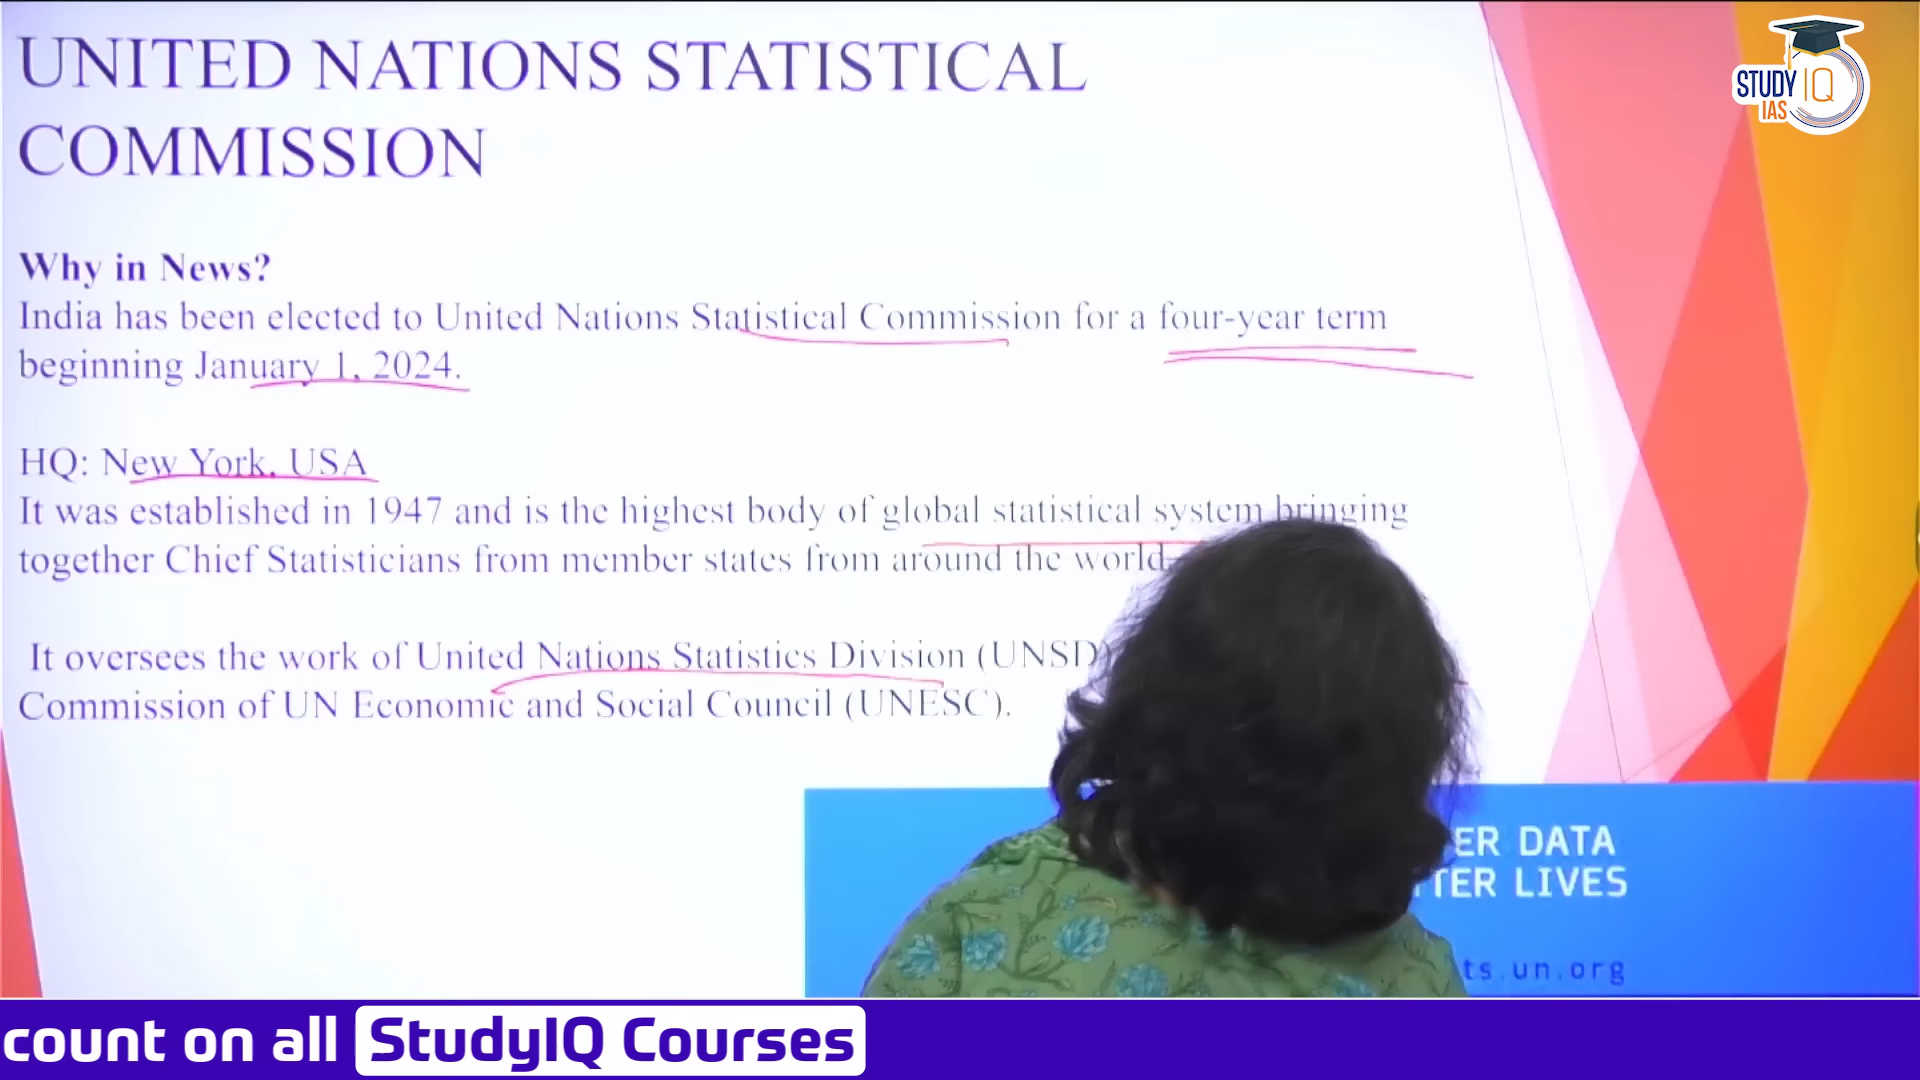 UNITED NATIONS STATISTICAL
COMMISSION
STUDY IQ
IAS
Why in News?
India has been elected to United Nations Statistical Commission for a four-year term
beginning January 1, 2024.
HQ: New York, USA
It was established in 1947 and is the highest body of global statistical system bringing
together Chief Statisticians from member states from around the world
It oversees the work of United Nations Statistics Division (UNSD)
Commission of UN Economic and Social Council (UNESC).
ER DATA
TTER LIVES
ts.un.org
count on all StudyIQ Courses